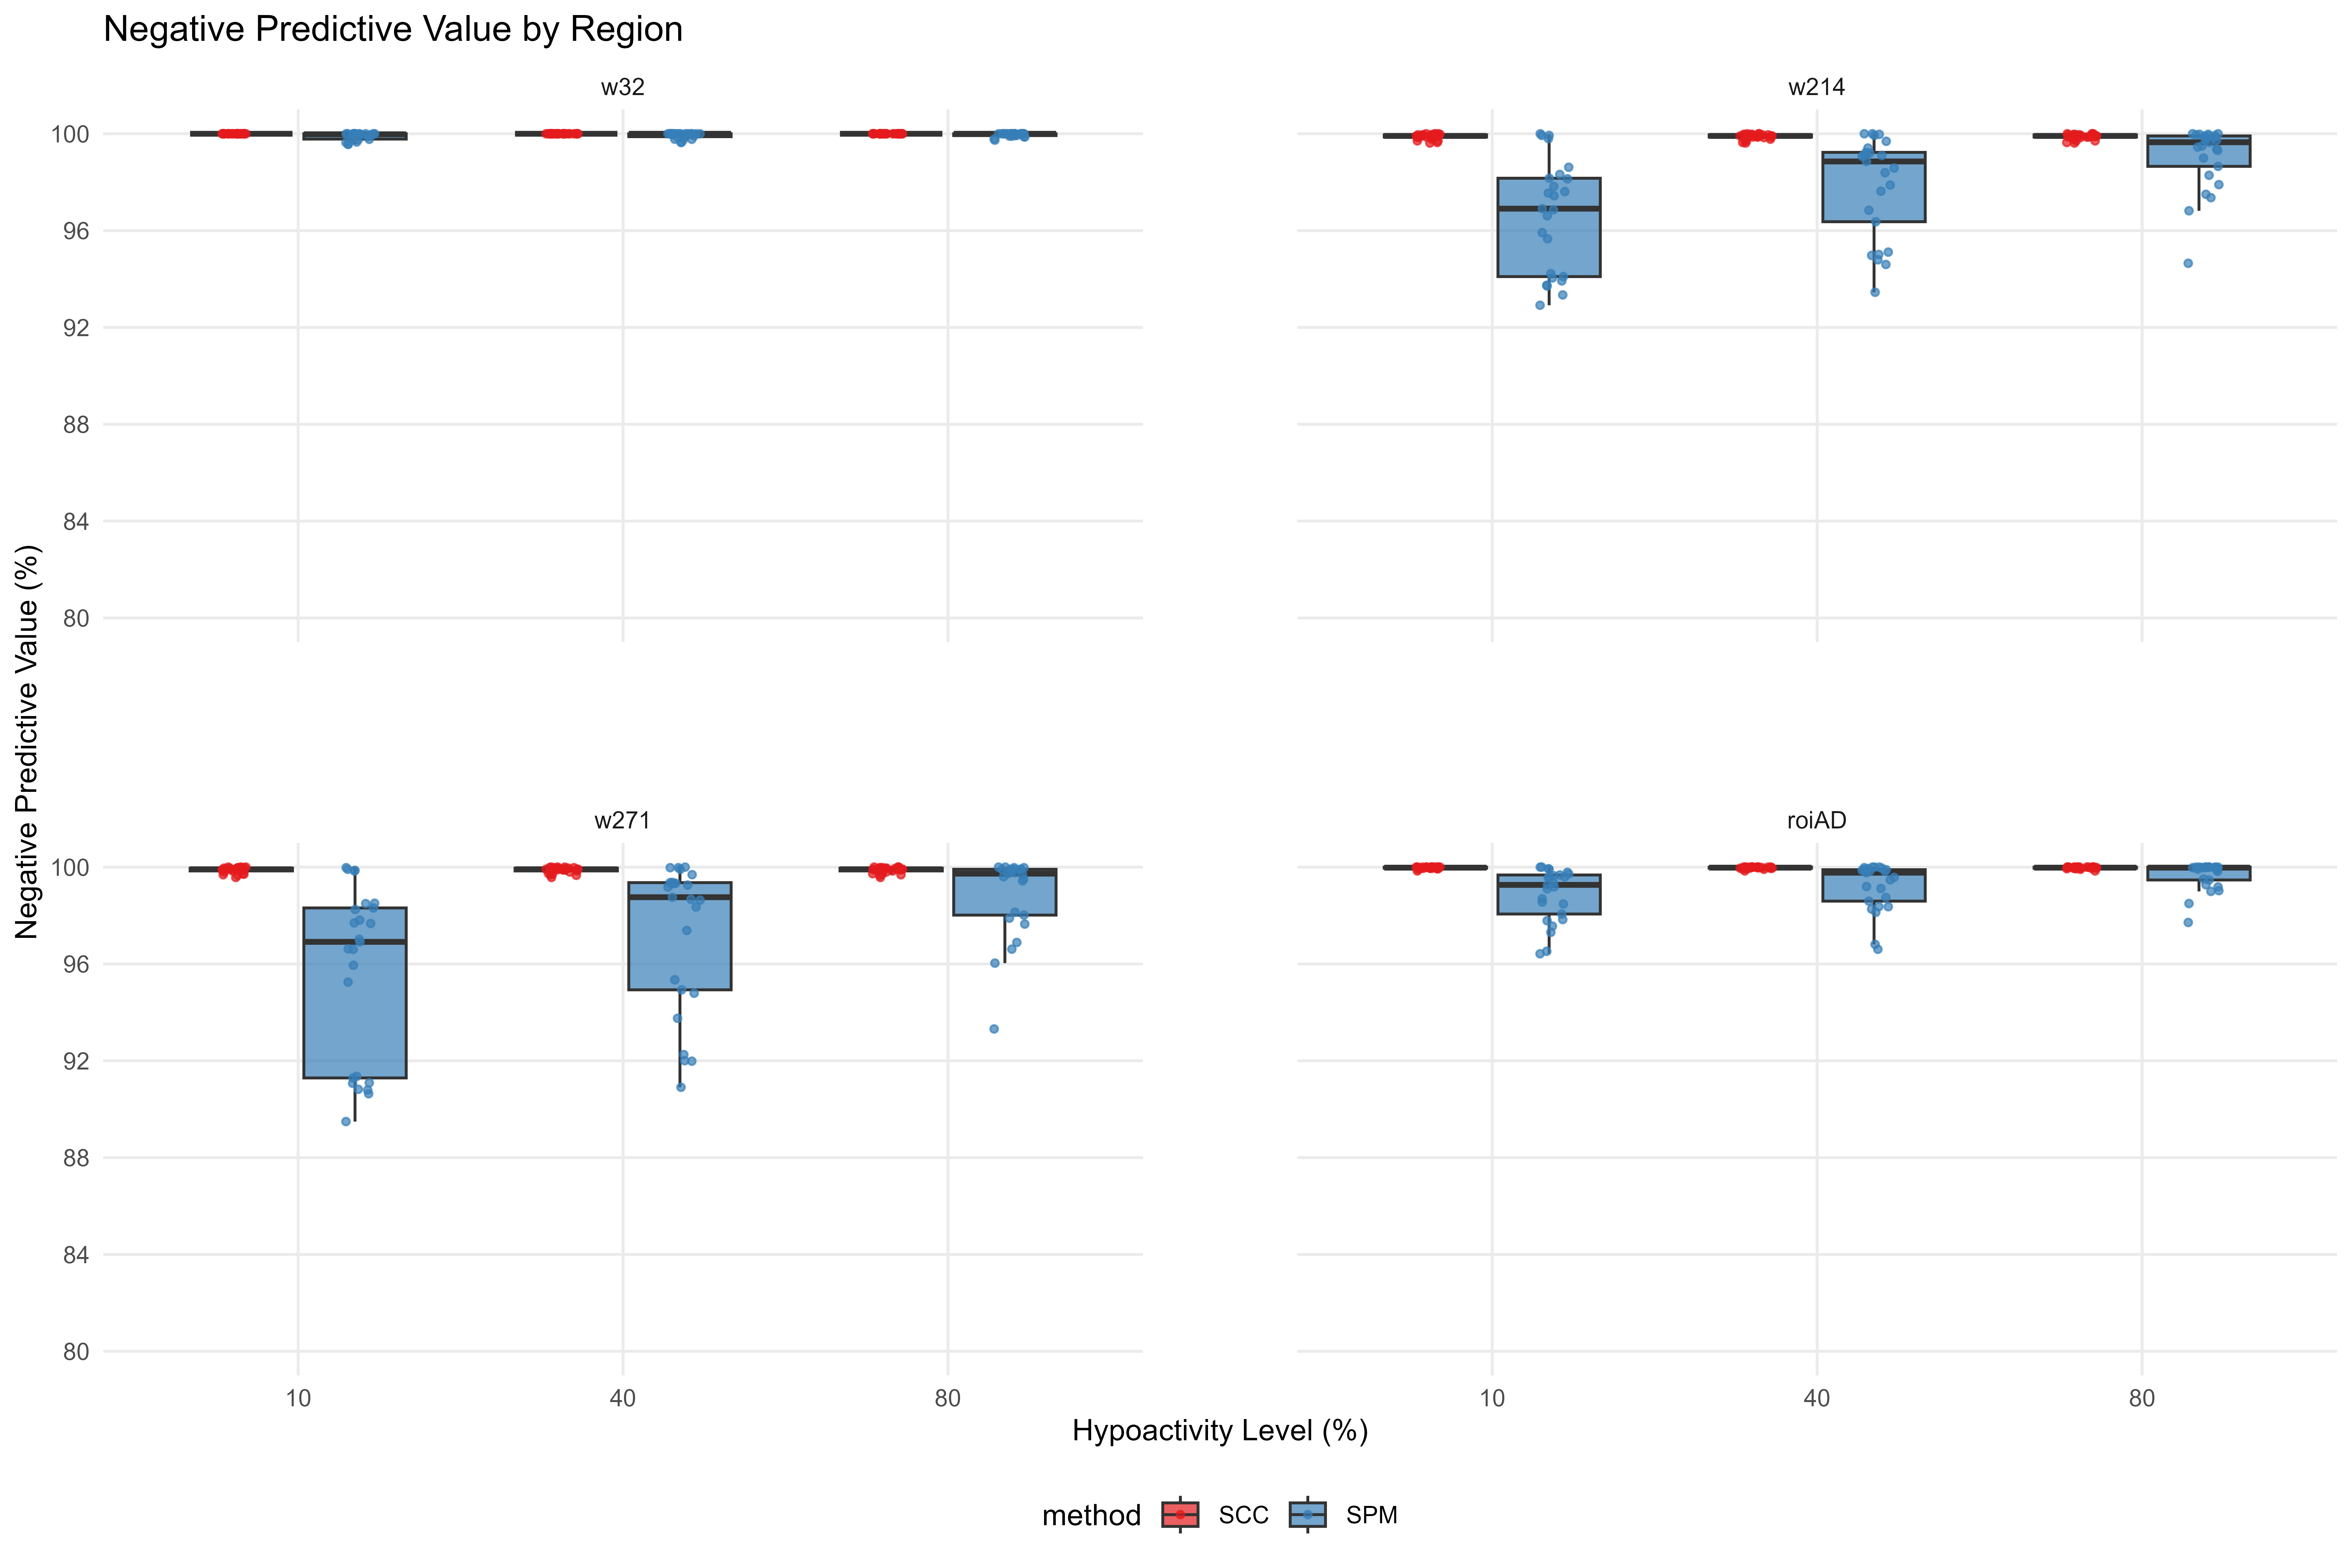 Negative Predictive Value by Region
w32
w214
100
96
92
88
84
80
Negative Predictive Value (%)
w271
roiAD
100
96
92
88
84
80
10 40 80
10 40 80
Hypoactivity Level (%)
method SCC SPM